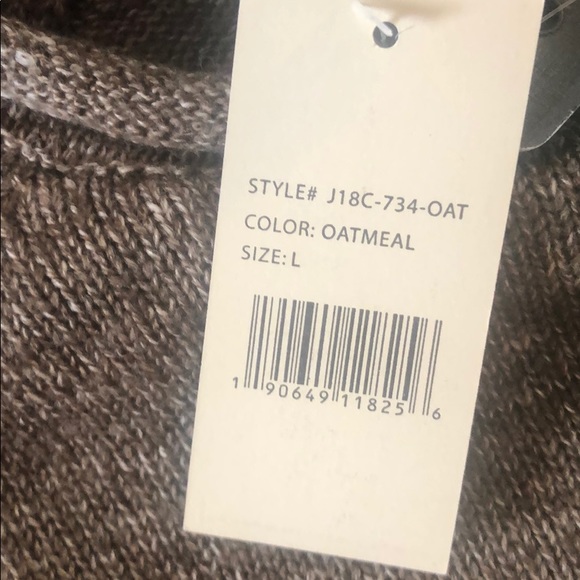 STYLE# J18C-734-OAT
COLOR: OATMEAL
SIZE: L
1 90649 11825 6